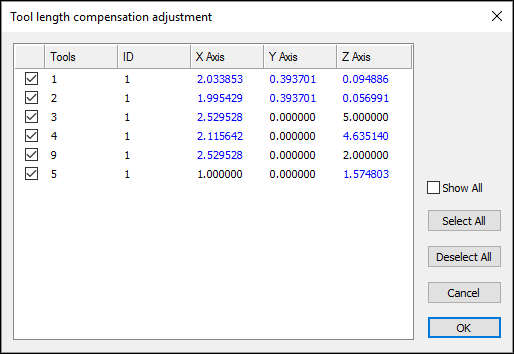 Tool length compensation adjustment
Tools ID X Axis Y Axis Z Axis
1 1 2.033853 0.393701 0.094886
2 1 1.995429 0.393701 0.056991
3 1 2.529528 0.000000 5.000000
4 1 2.115642 0.000000 4.635140
9 1 2.529528 0.000000 2.000000
5 1 1.000000 0.000000 1.574803
Show All
Select All
Deselect All
Cancel
OK